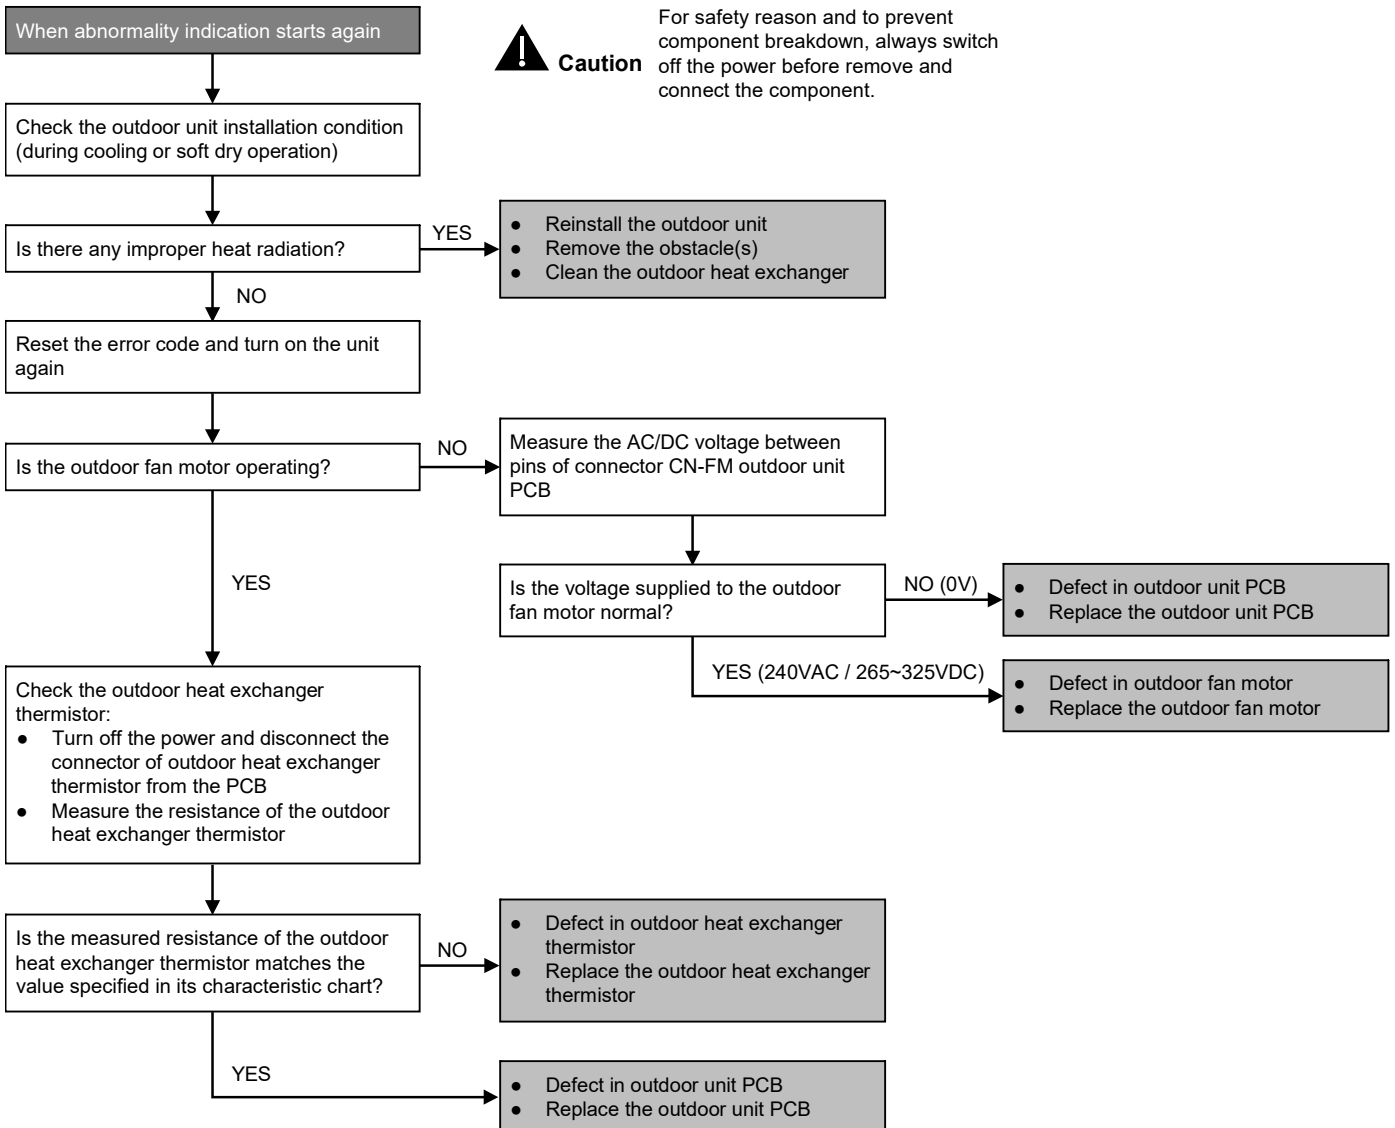 When abnormality indication starts again
For safety reason and to prevent
component breakdown, always switch
off the power before remove and
connect the component.
Caution
Check the outdoor unit installation condition
(during cooling or soft dry operation)
Is there any improper heat radiation?
YES
● Reinstall the outdoor unit
● Remove the obstacle(s)
● Clean the outdoor heat exchanger
NO
Reset the error code and turn on the unit
again
Is the outdoor fan motor operating?
NO
Measure the AC/DC voltage between
pins of connector CN-FM outdoor unit
PCB
YES
Is the voltage supplied to the outdoor
fan motor normal?
NO (0V)
● Defect in outdoor unit PCB
● Replace the outdoor unit PCB
YES (240VAC / 265~325VDC)
● Defect in outdoor fan motor
● Replace the outdoor fan motor
Check the outdoor heat exchanger
thermistor:
● Turn off the power and disconnect the
connector of outdoor heat exchanger
thermistor from the PCB
● Measure the resistance of the outdoor
heat exchanger thermistor
Is the measured resistance of the outdoor
heat exchanger thermistor matches the
value specified in its characteristic chart?
NO
● Defect in outdoor heat exchanger
thermistor
● Replace the outdoor heat exchanger
thermistor
YES
● Defect in outdoor unit PCB
● Replace the outdoor unit PCB